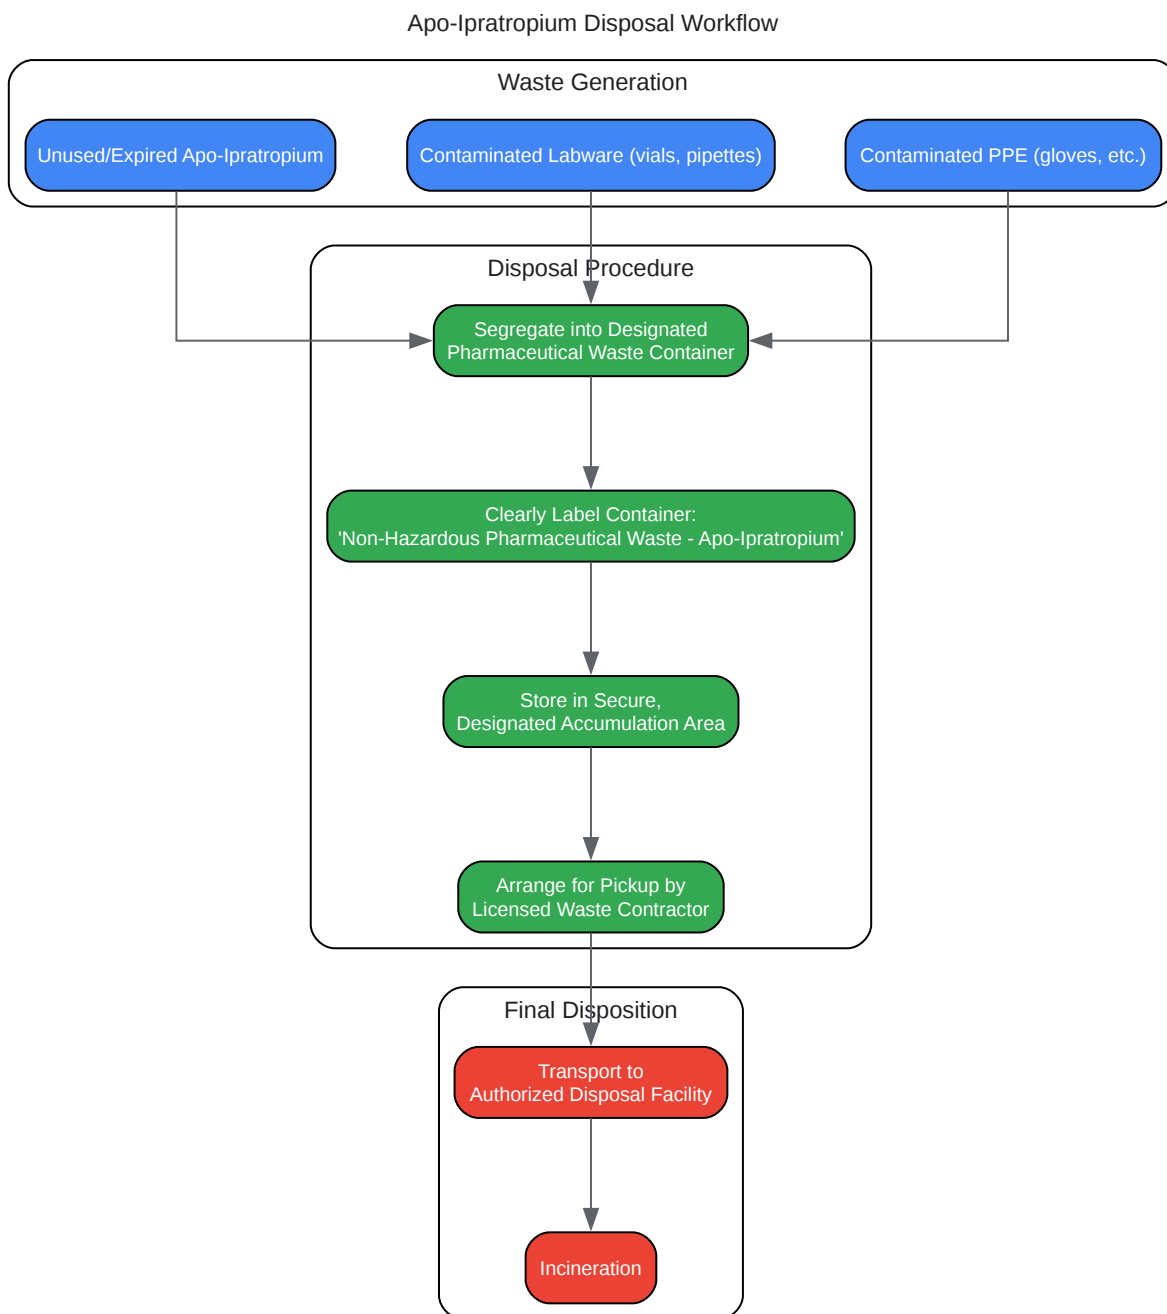 Apo-Ipratropium Disposal Workflow
Waste Generation
Unused/Expired Apo-Ipratropium
Contaminated Labware (vials, pipettes)
Contaminated PPE (gloves, etc.)
Disposal Procedure
Segregate into Designated
Pharmaceutical Waste Container
Clearly Label Container:
'Non-Hazardous Pharmaceutical Waste - Apo-Ipratropium'
Store in Secure,
Designated Accumulation Area
Arrange for Pickup by
Licensed Waste Contractor
Final Disposition
Transport to
Authorized Disposal Facility
Incineration